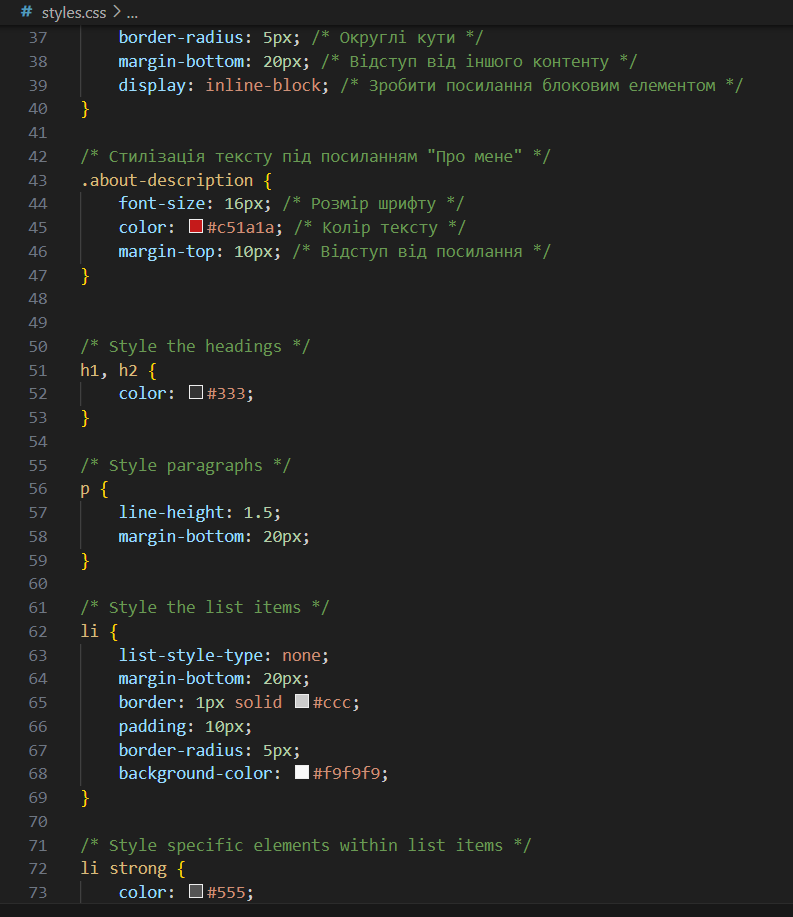 # styles.css > ...
37 border-radius: 5px; /* Округлі кути */
38 margin-bottom: 20px; /* Відступ від іншого контенту */
39 display: inline-block; /* Зробити посилання блоковим елементом */
40 }
41
42 /* Стилізація тексту під посиланням "Про мене" */
43 .about-description {
44 font-size: 16px; /* Розмір шрифту */
45 color: #c51a1a; /* Колір тексту */
46 margin-top: 10px; /* Відступ від посилання */
47 }
48
49
50 /* Style the headings */
51 h1, h2 {
52 color: #333;
53 }
54
55 /* Style paragraphs */
56 p {
57 line-height: 1.5;
58 margin-bottom: 20px;
59 }
60
61 /* Style the list items */
62 li {
63 list-style-type: none;
64 margin-bottom: 20px;
65 border: 1px solid #ccc;
66 padding: 10px;
67 border-radius: 5px;
68 background-color: #f9f9f9;
69 }
70
71 /* Style specific elements within list items */
72 li strong {
73 color: #555;